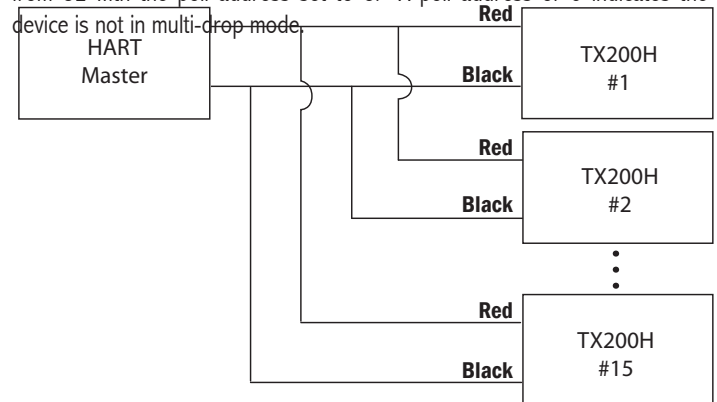 device is not in multi-drop mode.
HART
Master
Red
Black
TX200H
#1
Red
Black
TX200H
#2
Red
Black
TX200H
#15